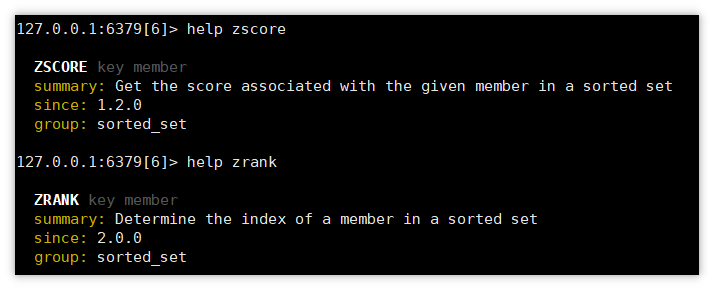 127.0.0.1:6379[6]> help zscore
ZSCORE key member
summary: Get the score associated with the given member in a sorted set
since: 1.2.0
group: sorted_set
127.0.0.1:6379[6]> help zrank
ZRANK key member
summary: Determine the index of a member in a sorted set
since: 2.0.0
group: sorted_set